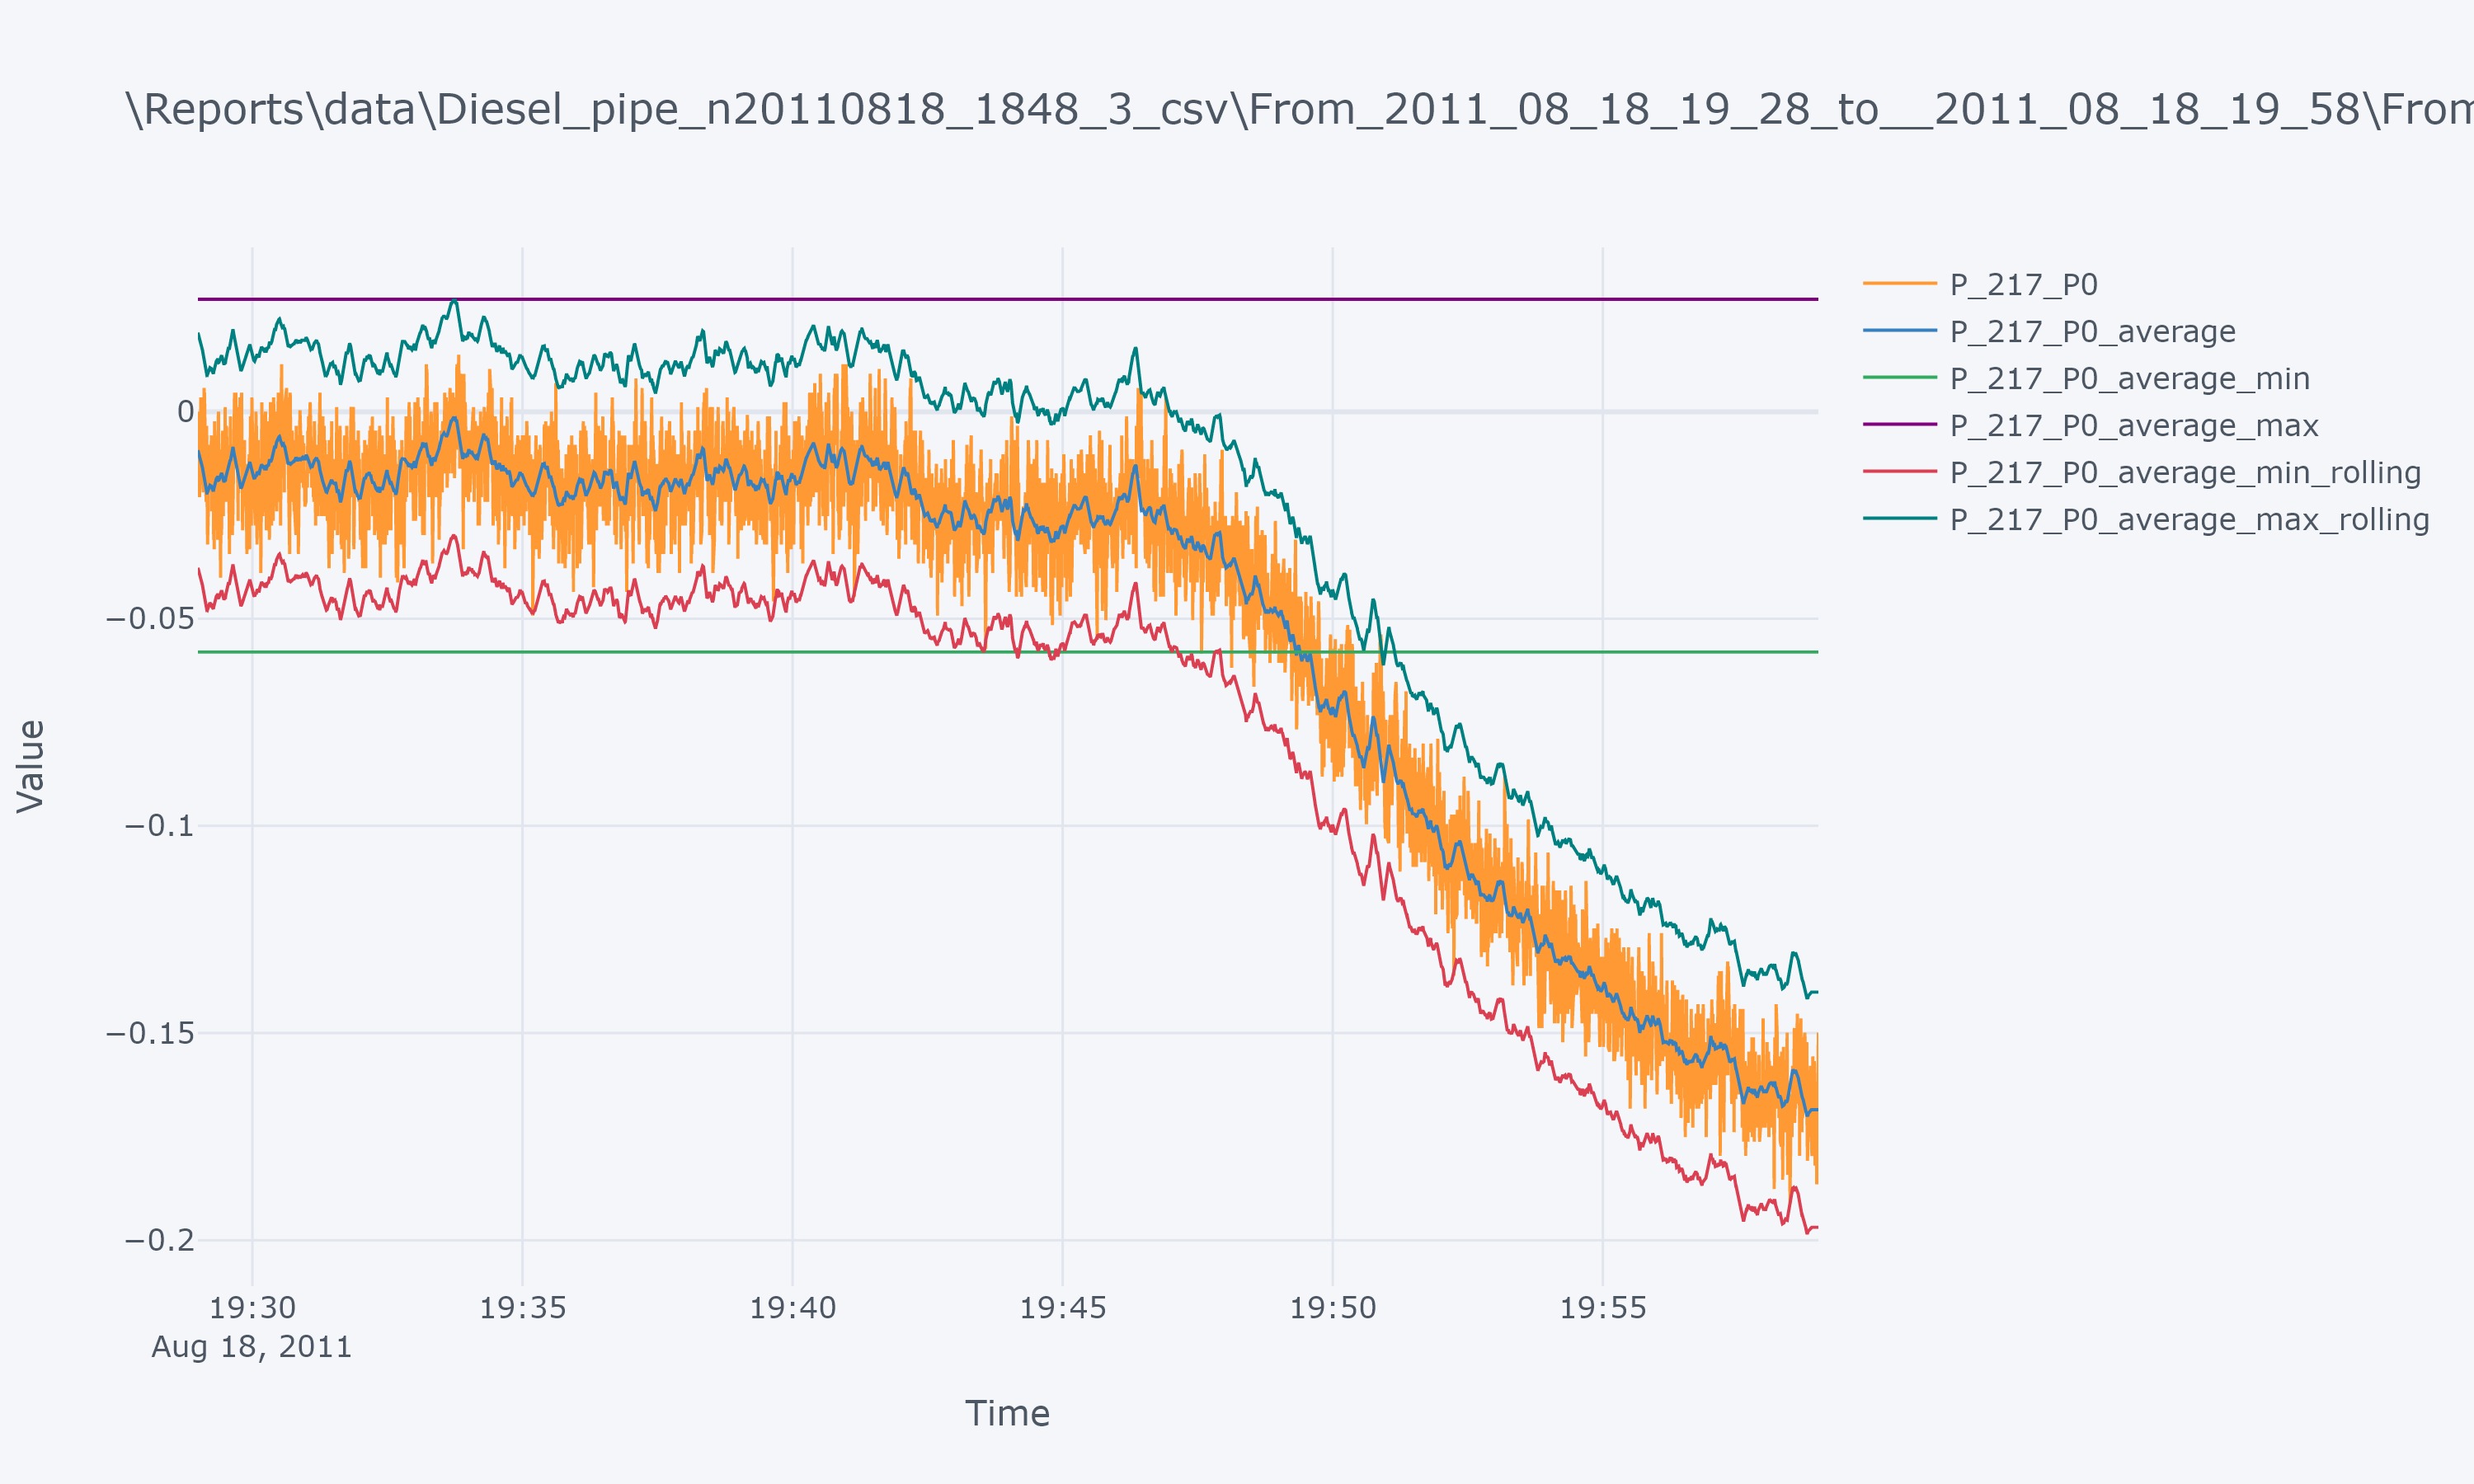 \Reports\data\Diesel_pipe_n20110818_1848_3_csv\From_2011_08_18_19_28_to__2011_08_18_19_58\From
P_217_P0
P_217_P0_average
P_217_P0_average_min
P_217_P0_average_max
P_217_P0_average_min_rolling
P_217_P0_average_max_rolling
0
−0.05
−0.1
−0.15
−0.2
Value
19:30 19:35 19:40 19:45 19:50 19:55
Aug 18, 2011
Time